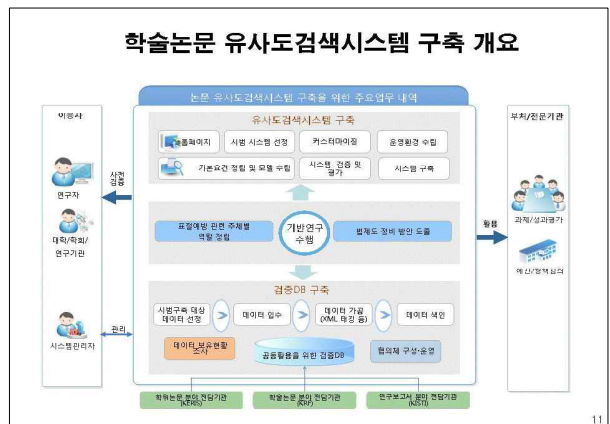 학술논문 유사도검색시스템 구축 개요
논문 유사도검색시스템 구축을 위한 주요업무 내역
이용자
연구자
대학/학회/
연구기관
시스템관리자
사전
검증
관리
유사도검색시스템 구축
홈페이지
시범 시스템 선정
커스터마이징
운영환경 수립
기본요건 정립 및 모델 수립
시스템 검증 및
평가
시스템 구축
표절예방 관련 주체별
역할 정립
기반연구
수행
법제도 정비 방안 도출
검증DB 구축
시범구축 대상
데이터 선정
데이터 입수
데이터 가공
(XML 태깅 등)
데이터 색인
데이터 보유현황
조사
공동활용을 위한 검증DB
협의체 구성·운영
학위논문 분야 전담기관
(KERIS)
학술논문 분야 전담기관
(KRF)
연구보고서 분야 전담기관
(KISTI)
활용
부처/전문기관
과제/성과평가
예산/정책심의
11